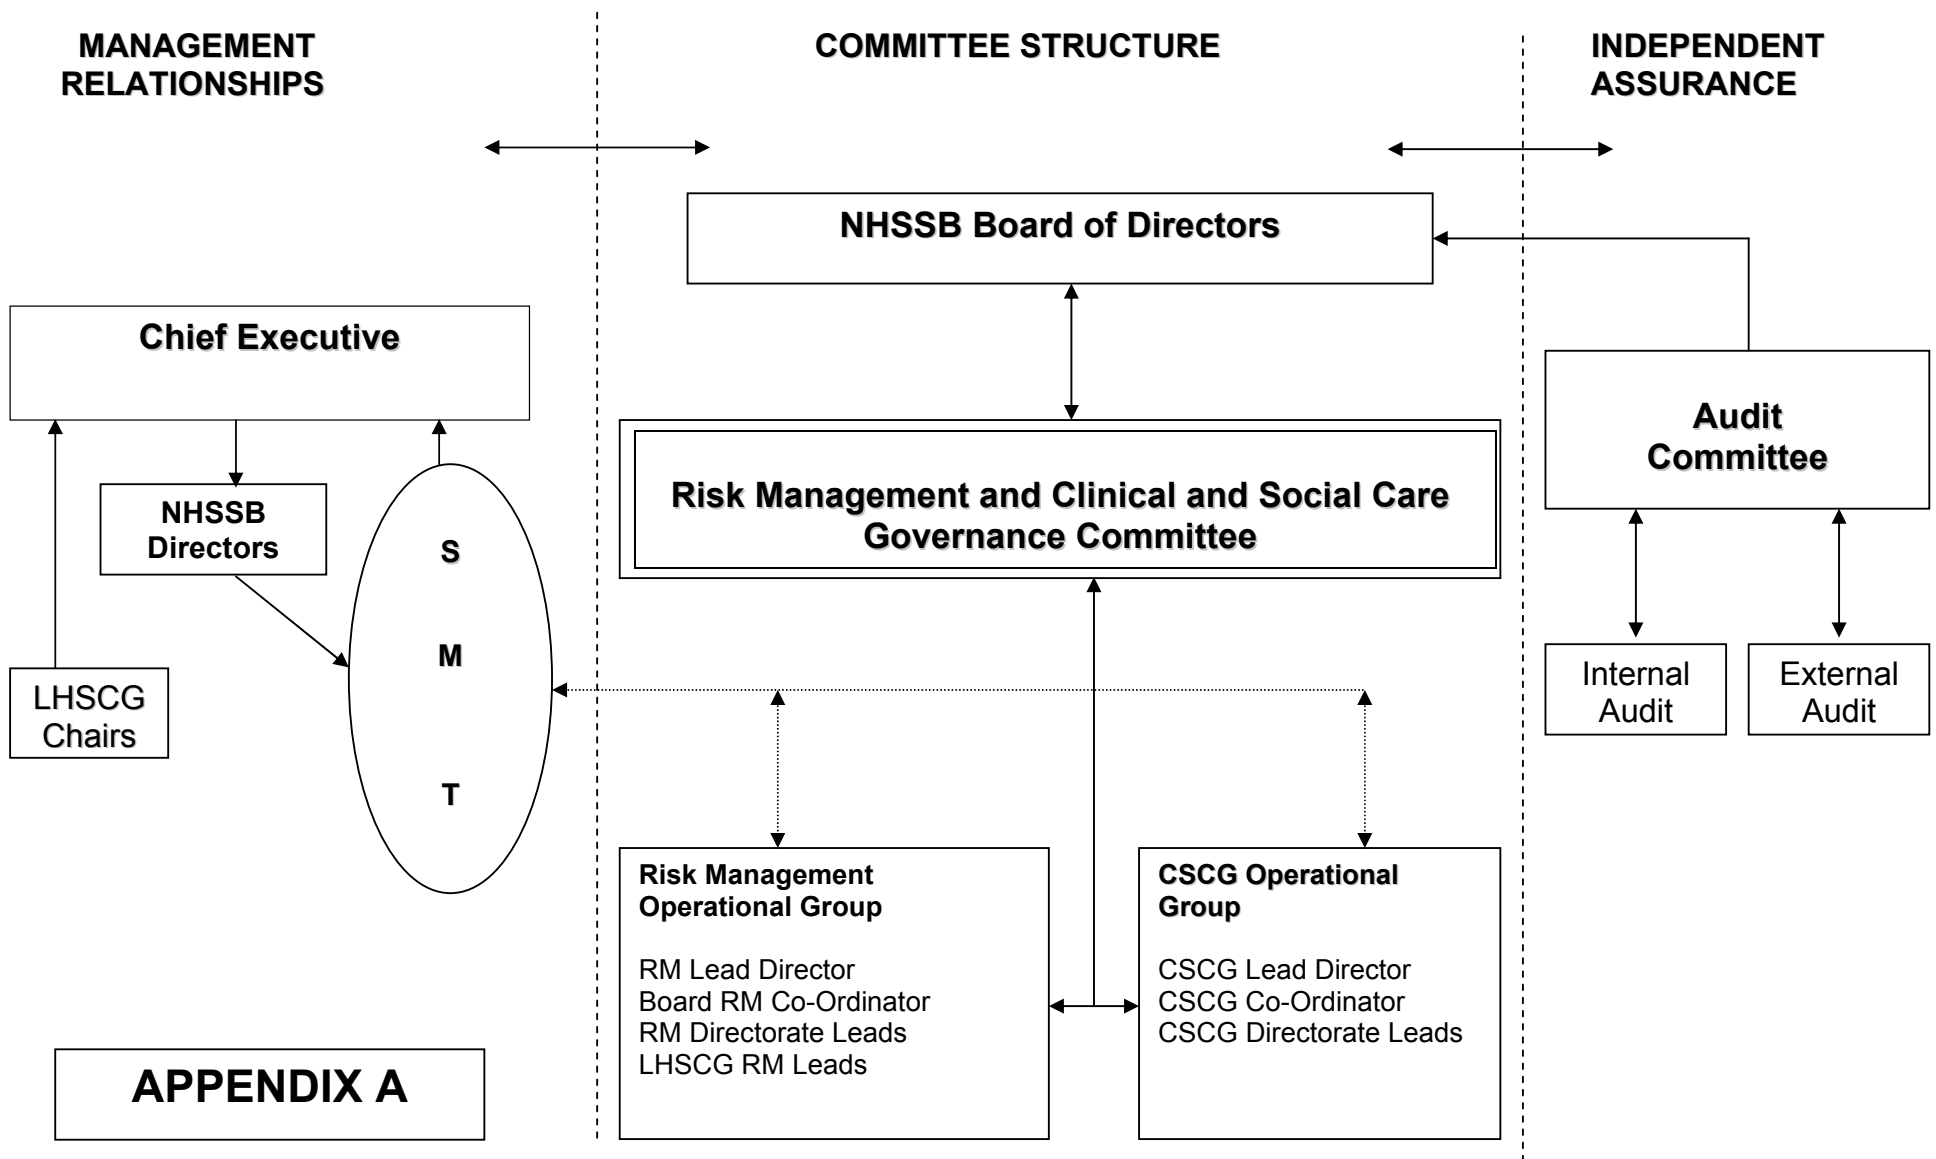 MANAGEMENT
RELATIONSHIPS
COMMITTEE STRUCTURE
INDEPENDENT
ASSURANCE
NHSSB Board of Directors
Chief Executive
NHSSB
Directors
S
M
T
LHSCG
Chairs
Risk Management and Clinical and Social Care
Governance Committee
Audit
Committee
Internal
Audit
External
Audit
Risk Management
Operational Group
RM Lead Director
Board RM Co-Ordinator
RM Directorate Leads
LHSCG RM Leads
CSCG Operational
Group
CSCG Lead Director
CSCG Co-Ordinator
CSCG Directorate Leads
APPENDIX A